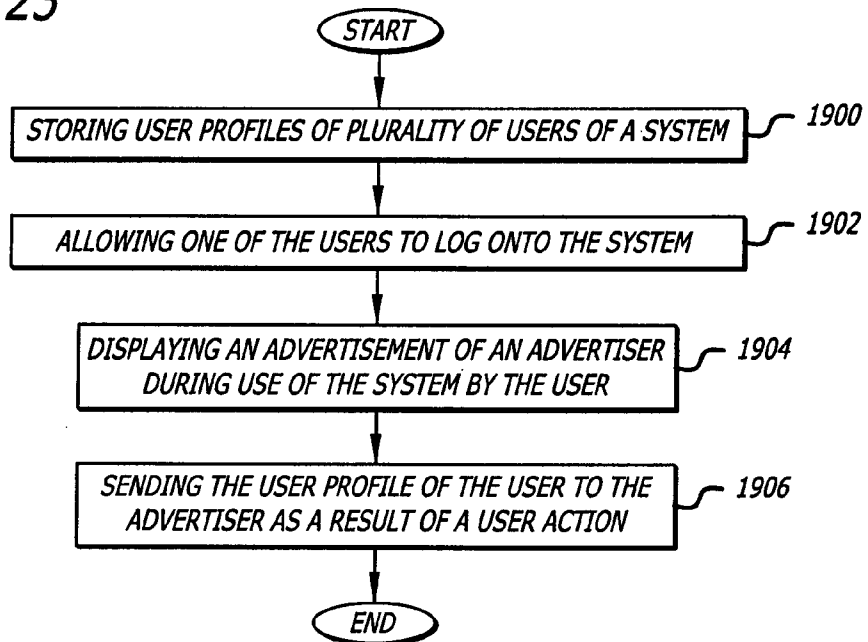 25
START
STORING USER PROFILES OF PLURALITY OF USERS OF A SYSTEM
1900
ALLOWING ONE OF THE USERS TO LOG ONTO THE SYSTEM
1902
DISPLAYING AN ADVERTISEMENT OF AN ADVERTISER
DURING USE OF THE SYSTEM BY THE USER
1904
SENDING THE USER PROFILE OF THE USER TO THE
ADVERTISER AS A RESULT OF A USER ACTION
1906
END